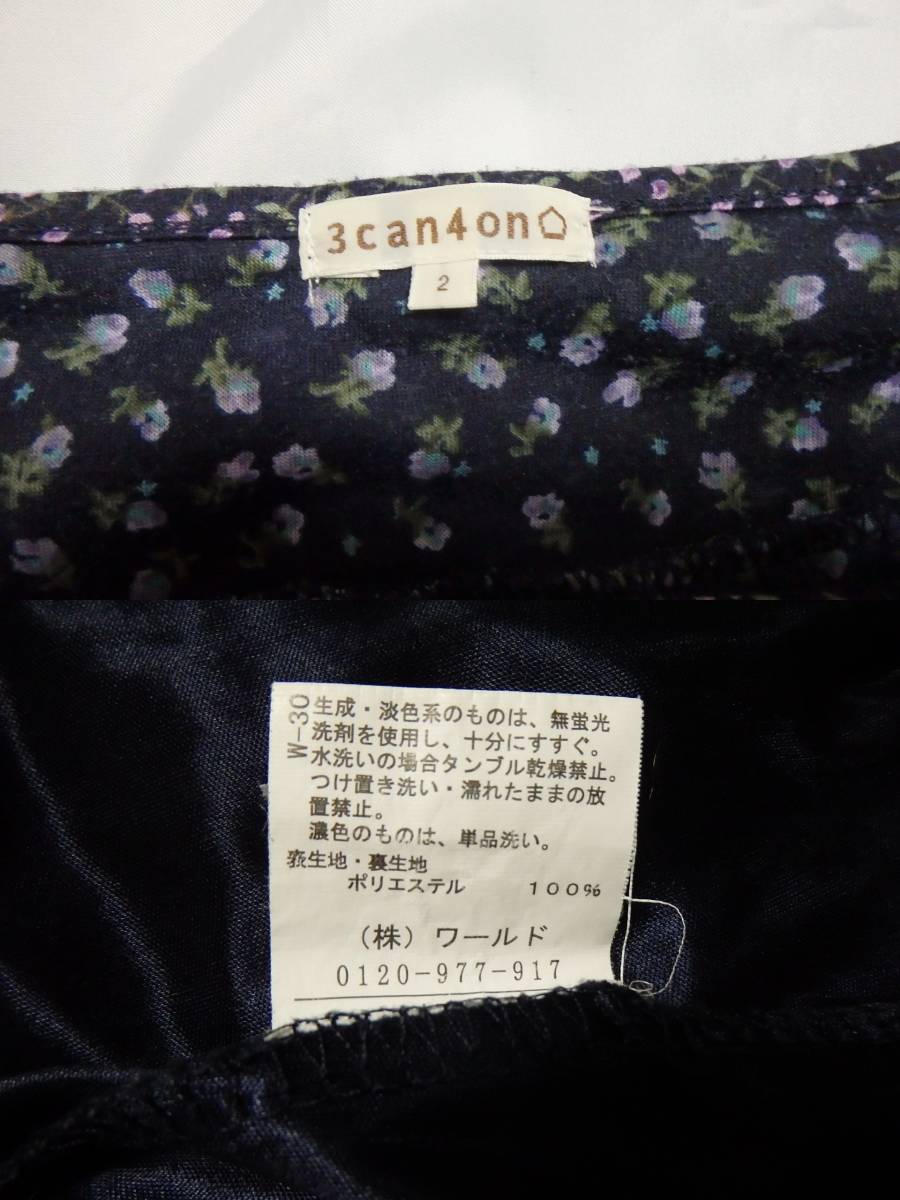 3can4on
2
W-30
生成・淡色系のものは、無蛍光
洗剤を使用し、十分にすすぐ。
水洗いの場合タンブル乾燥禁止。
つけ置き洗い・濡れたままの放
置禁止。
濃色のものは、単品洗い。
表生地・裏生地
ポリエステル 100%
(株)ワールド
0120-977-917